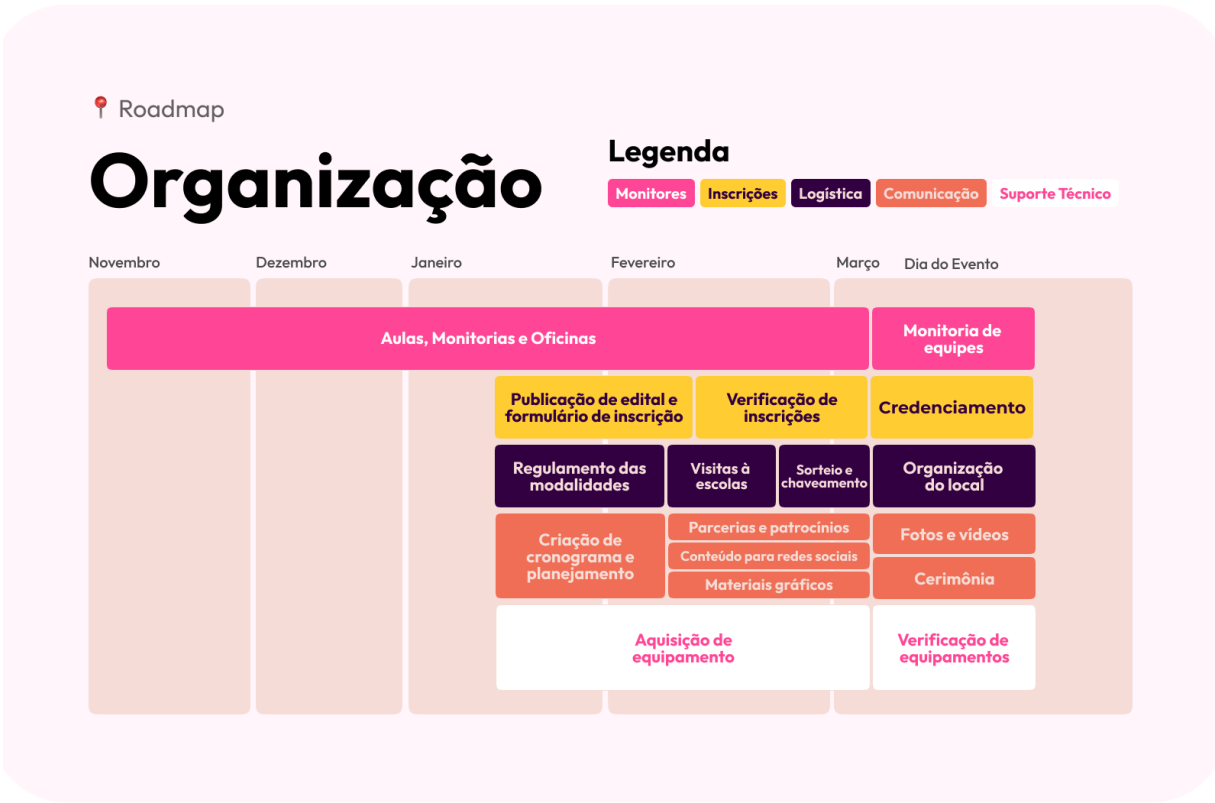 📍 Roadmap
Organização
Legenda
Monitores
Inscrições
Logística
Comunicação
Suporte Técnico
Novembro
Dezembro
Janeiro
Fevereiro
Março
Dia do Evento
Aulas, Monitorias e Oficinas
Monitoria de
equipes
Publicação de edital e
formulário de inscrição
Verificação de
inscrições
Credenciamento
Regulamento das
modalidades
Visitas à
escolas
Sorteio e
chaveamento
Organização
do local
Criação de
cronograma e
planejamento
Parcerias e patrocínios
Conteúdo para redes sociais
Materiais gráficos
Fotos e vídeos
Cerimônia
Aquisição de
equipamento
Verificação de
equipamentos